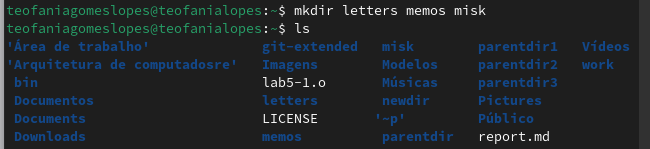 teofaniagomeslopes@teofanialopes:~$ mkdir letters memos misk
teofaniagomeslopes@teofanialopes:~$ ls
'Área de trabalho' git-extended misk parentdir1 Vídeos
'Arquitetura de computadosre' Imagens Modelos parentdir2 work
bin lab5-1.o Músicas parentdir3
Documentos letters newdir Pictures
Documents LICENSE '~p' Público
Downloads memos parentdir report.md